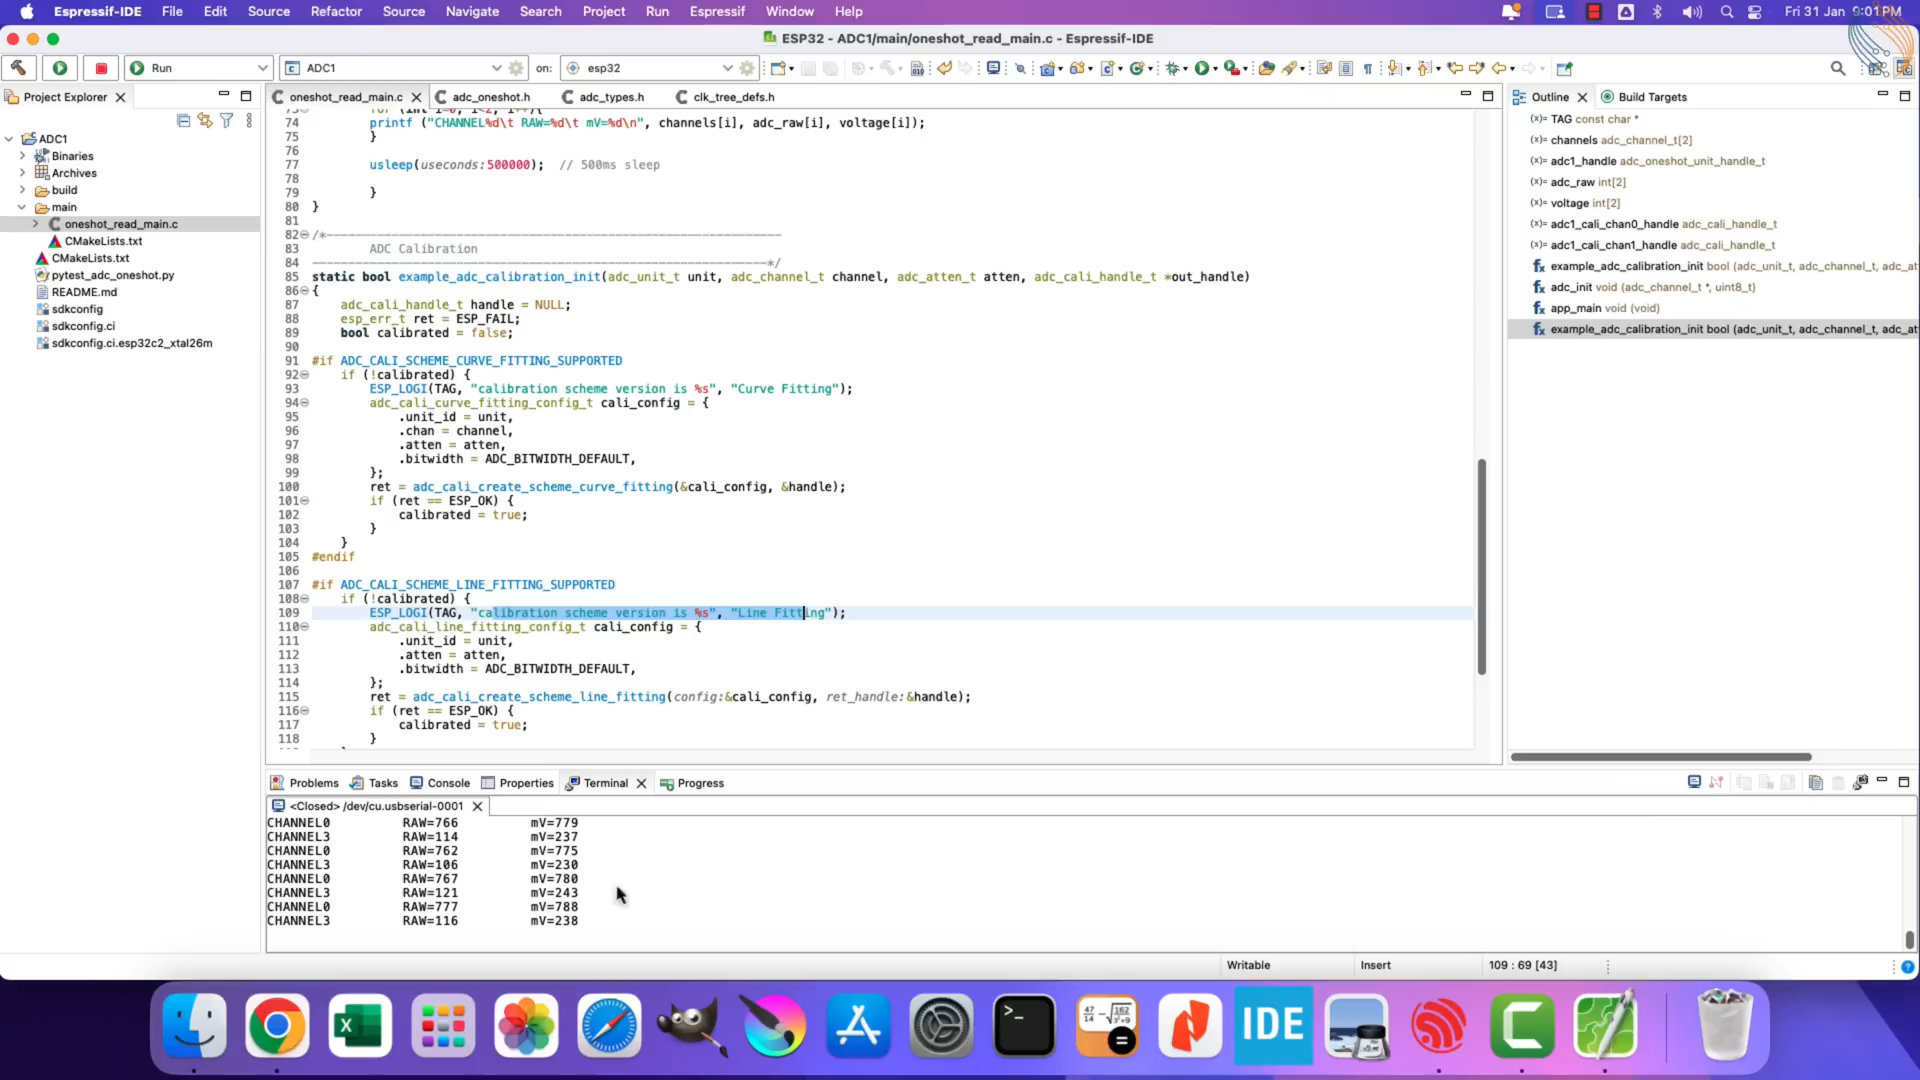 Espressif-IDE File Edit Source Refactor Source Navigate Search Project Run Espressif Window Help Fri 31 Jan 9:01PM
ESP32 - ADC1/main/oneshot_read_main.c - Espressif-IDE
Run ADC1 on: esp32
Project Explorer
ADC1
Binaries
Archives
build
main
oneshot_read_main.c
CMakeLists.txt
CMakeLists.txt
pytest_adc_oneshot.py
README.md
sdkconfig
sdkconfig.ci
sdkconfig.ci.esp32c2_xtal26m
oneshot_read_main.c adc_oneshot.h adc_types.h clk_tree_defs.h
73 for (int i=0; i<2; i++){
74 printf ("CHANNEL%d\t RAW=%d\t mV=%d\n", channels[i], adc_raw[i], voltage[i]);
75 }
76
77 usleep(useconds:500000); // 500ms sleep
78
79 }
80 }
81
82 /*---------------------------------------------------------------
83 ADC Calibration
84 ---------------------------------------------------------------*/
85 static bool example_adc_calibration_init(adc_unit_t unit, adc_channel_t channel, adc_atten_t atten, adc_cali_handle_t *out_handle)
86 {
87 adc_cali_handle_t handle = NULL;
88 esp_err_t ret = ESP_FAIL;
89 bool calibrated = false;
90
91 #if ADC_CALI_SCHEME_CURVE_FITTING_SUPPORTED
92 if (!calibrated) {
93 ESP_LOGI(TAG, "calibration scheme version is %s", "Curve Fitting");
94 adc_cali_curve_fitting_config_t cali_config = {
95 .unit_id = unit,
96 .chan = channel,
97 .atten = atten,
98 .bitwidth = ADC_BITWIDTH_DEFAULT,
99 };
100 ret = adc_cali_create_scheme_curve_fitting(&cali_config, &handle);
101 if (ret == ESP_OK) {
102 calibrated = true;
103 }
104 }
105 #endif
106
107 #if ADC_CALI_SCHEME_LINE_FITTING_SUPPORTED
108 if (!calibrated) {
109 ESP_LOGI(TAG, "calibration scheme version is %s", "Line Fitting");
110 adc_cali_line_fitting_config_t cali_config = {
111 .unit_id = unit,
112 .atten = atten,
113 .bitwidth = ADC_BITWIDTH_DEFAULT,
114 };
115 ret = adc_cali_create_scheme_line_fitting(config:&cali_config, ret_handle:&handle);
116 if (ret == ESP_OK) {
117 calibrated = true;
118 }
Outline Build Targets
TAG const char *
channels adc_channel_t[2]
adc1_handle adc_oneshot_unit_handle_t
adc_raw int[2]
voltage int[2]
adc1_cali_chan0_handle adc_cali_handle_t
adc1_cali_chan1_handle adc_cali_handle_t
example_adc_calibration_init bool (adc_unit_t, adc_channel_t, adc_at
adc_init void (adc_channel_t *, uint8_t)
app_main void (void)
example_adc_calibration_init bool (adc_unit_t, adc_channel_t, adc_at
Problems Tasks Console Properties Terminal Progress
<Closed> /dev/cu.usbserial-0001
CHANNEL0 RAW=766 mV=779
CHANNEL3 RAW=114 mV=237
CHANNEL0 RAW=762 mV=775
CHANNEL3 RAW=106 mV=230
CHANNEL0 RAW=767 mV=780
CHANNEL3 RAW=121 mV=243
CHANNEL0 RAW=777 mV=788
CHANNEL3 RAW=116 mV=238
Writable Insert 109 : 69 [43]
IDE